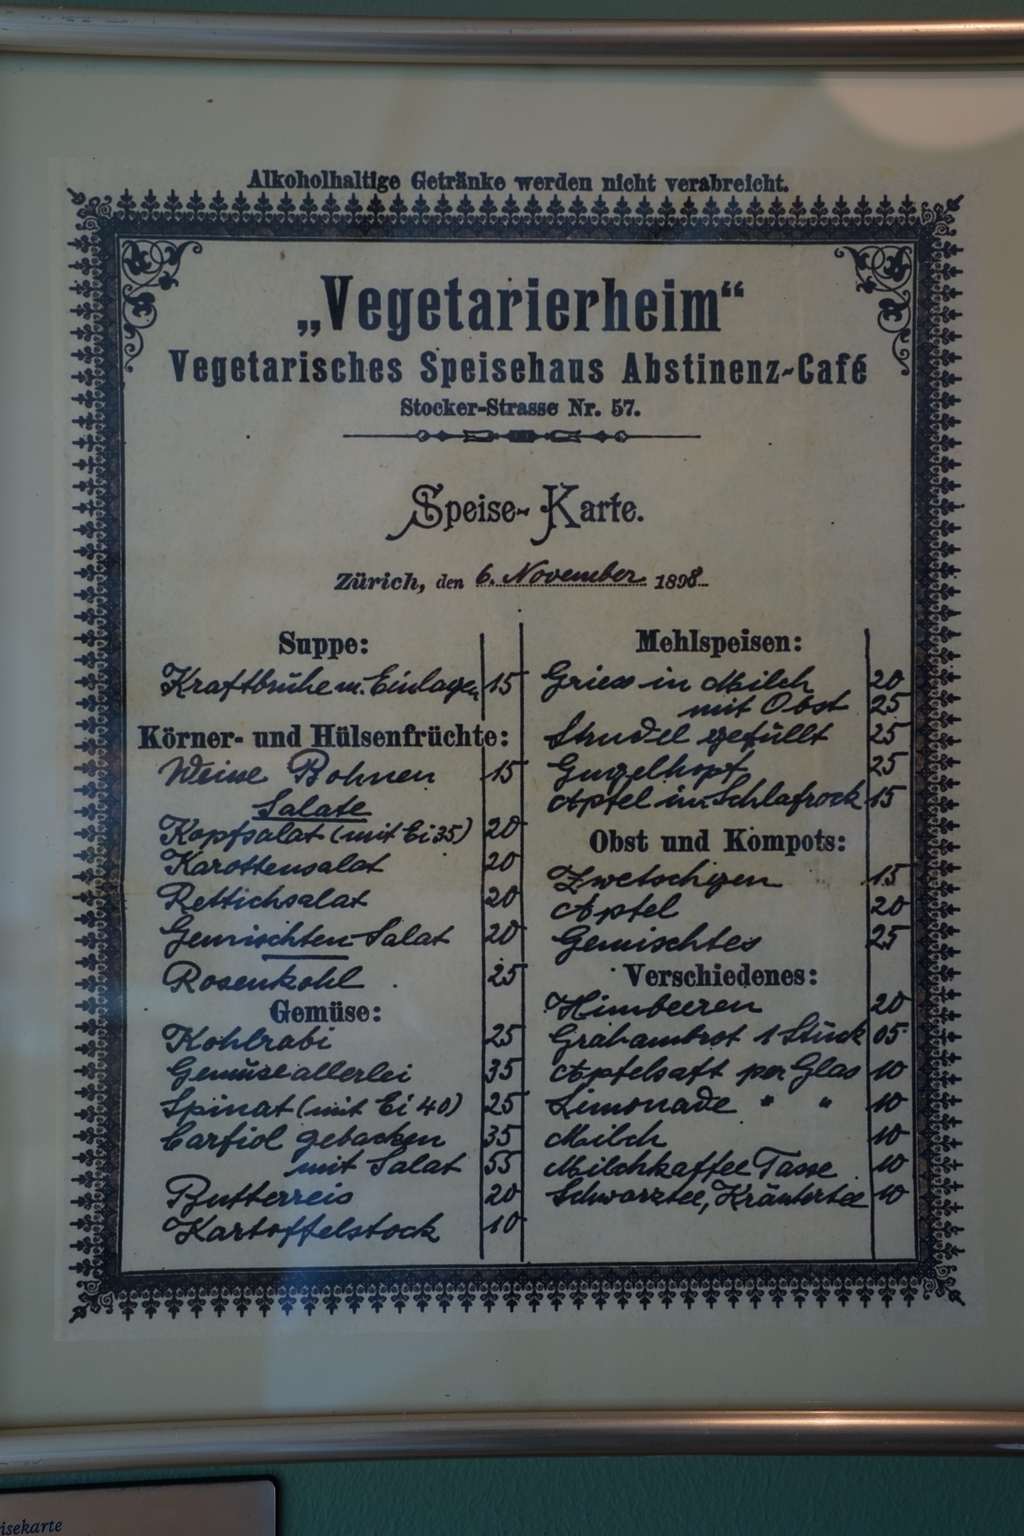 Alkoholhaltige Getränke werden nicht verabreicht.
„Vegetarierheim“
Vegetarisches Speisehaus Abstinenz-Café
Stocker-Strasse Nr. 57.
Speise-Karte.
Zürich, den 6. November 1898
Suppe:
Kraftbrühe m. Einlagen 15
Körner- und Hülsenfrüchte:
Weisse Bohnen 15
Salate
Kopfsalat (mit Ei 35) 20
Karottensalat 20
Rettichsalat 20
Gemischten Salat 20
Rosenkohl 25
Gemüse:
Kohlrabi 25
Gemüseallerlei 35
Spinat (mit Ei 40) 25
Carfiol gebacken 35
mit Salat 55
Butterreis 20
Kartoffelstock 10
Mehlspeisen:
Griess in Milch 20
mit Obst 25
Strudel gefüllt 25
Gugelhopf 25
Apfel im Schlafrock 15
Obst und Kompots:
Zwetschgen 15
Apfel 20
Gemischtes 25
Verschiedenes:
Himbeeren 20
Grahambrot 1 Stück 05
Apfelsaft per Glas 10
Limonade " " 10
Milch 10
Milchkaffee Tasse 10
Schwarztee, Kräutertee 10
isekarte